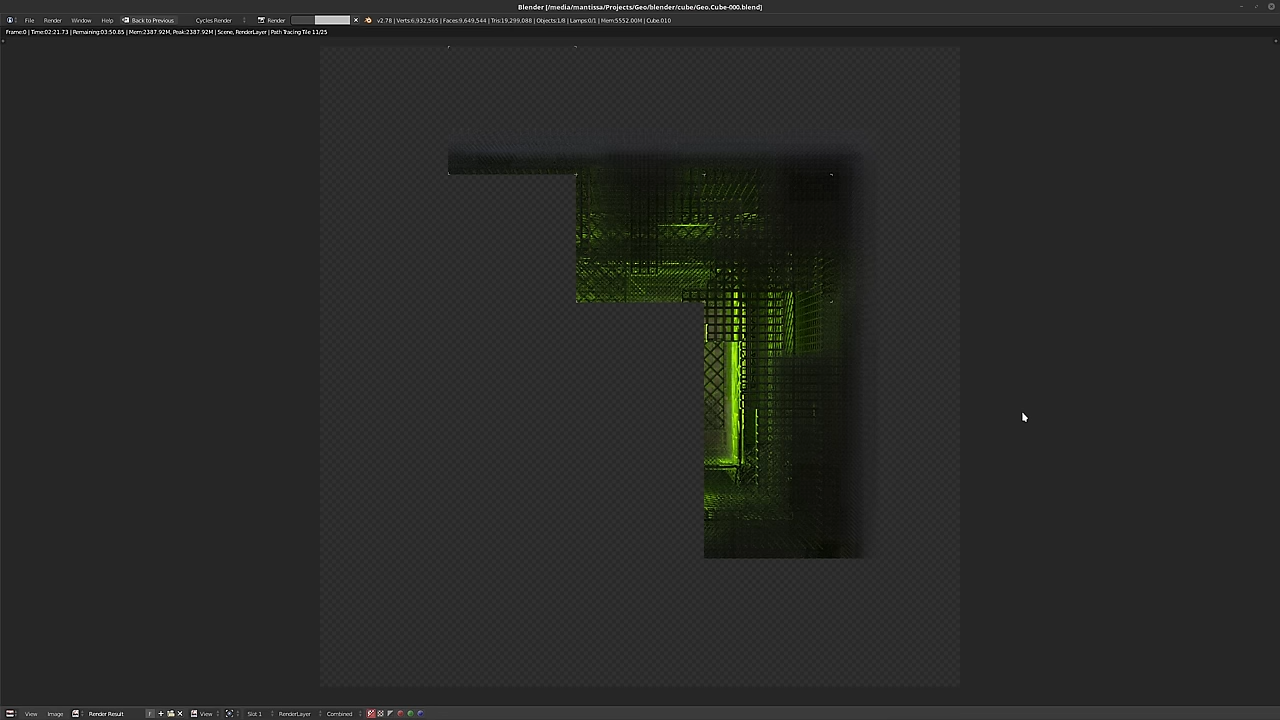 Blender [/media/mantissa/Projects/Geo/blender/cube/Geo.Cube-000.blend]
File Render Window Help Back to Previous Cycles Render Render v2.78 | Verts:6,932,565 | Faces:9,649,544 | Tris:19,299,088 | Objects:1/8 | Lamps:0/1 | Mem:5552.00M | Cube.010
Frame:0 | Time:02:21.73 | Remaining:03:50.85 | Mem:2387.92M, Peak:2387.92M | Scene, RenderLayer | Path Tracing Tile 11/25
View Image Render Result F View Slot 1 RenderLayer Combined